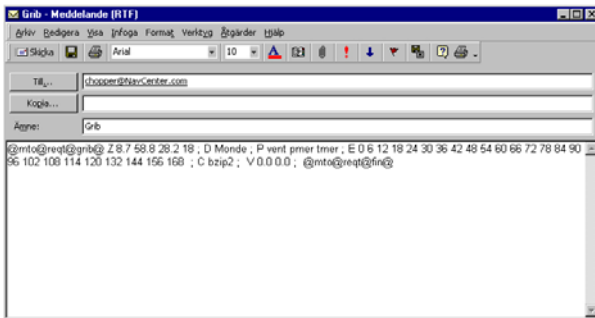 Grib - Meddelande (RTF)
Arkiv Redigera Visa Infoga Format Verktyg Åtgärder Hjälp
Skicka Arial 10 A
Till... chopper@NavCenter.com
Kopia...
Ämne: Grib
@mto@reqt@grib@ Z 8.7 58.8 28.2 18 ; D Monde ; P vent pmer tmer ; E 0 6 12 18 24 30 36 42 48 54 60 66 72 78 84 90
96 102 108 114 120 132 144 156 168 ; C bzip2 ; V 0.0 0.0 ; @mto@reqt@fin@